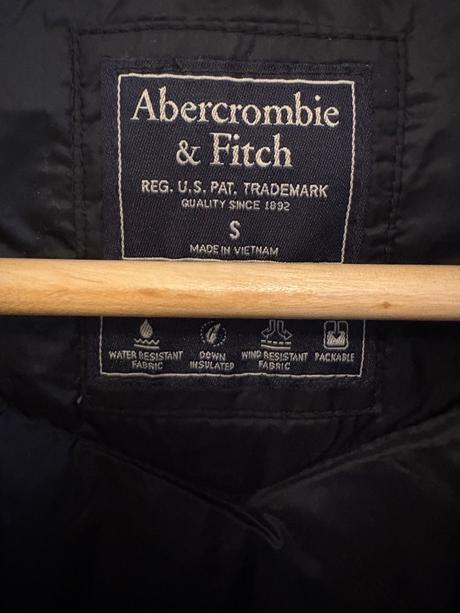 Abercrombie
& Fitch
REG. U.S. PAT. TRADEMARK
QUALITY SINCE 1892
S
MADE IN VIETNAM
WATER RESISTANT
FABRIC
DOWN
INSULATED
WIND RESISTANT
FABRIC
PACKABLE